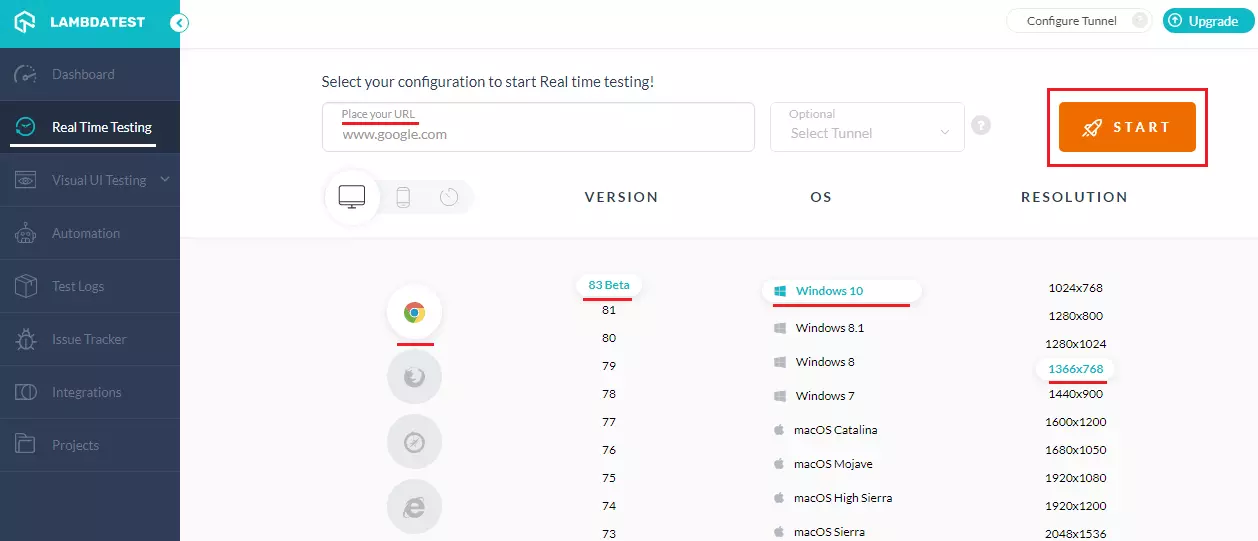 LAMBDATEST
Configure Tunnel ?
Upgrade
Dashboard
Real Time Testing
Visual UI Testing
Automation
Test Logs
Issue Tracker
Integrations
Projects
Select your configuration to start Real time testing!
Place your URL
www.google.com
Optional
Select Tunnel
?
START
VERSION
OS
RESOLUTION
83 Beta
81
80
79
78
77
76
75
74
73
Windows 10
Windows 8.1
Windows 8
Windows 7
macOS Catalina
macOS Mojave
macOS High Sierra
macOS Sierra
1024x768
1280x800
1280x1024
1366x768
1440x900
1600x1200
1680x1050
1920x1080
1920x1200
2048x1536